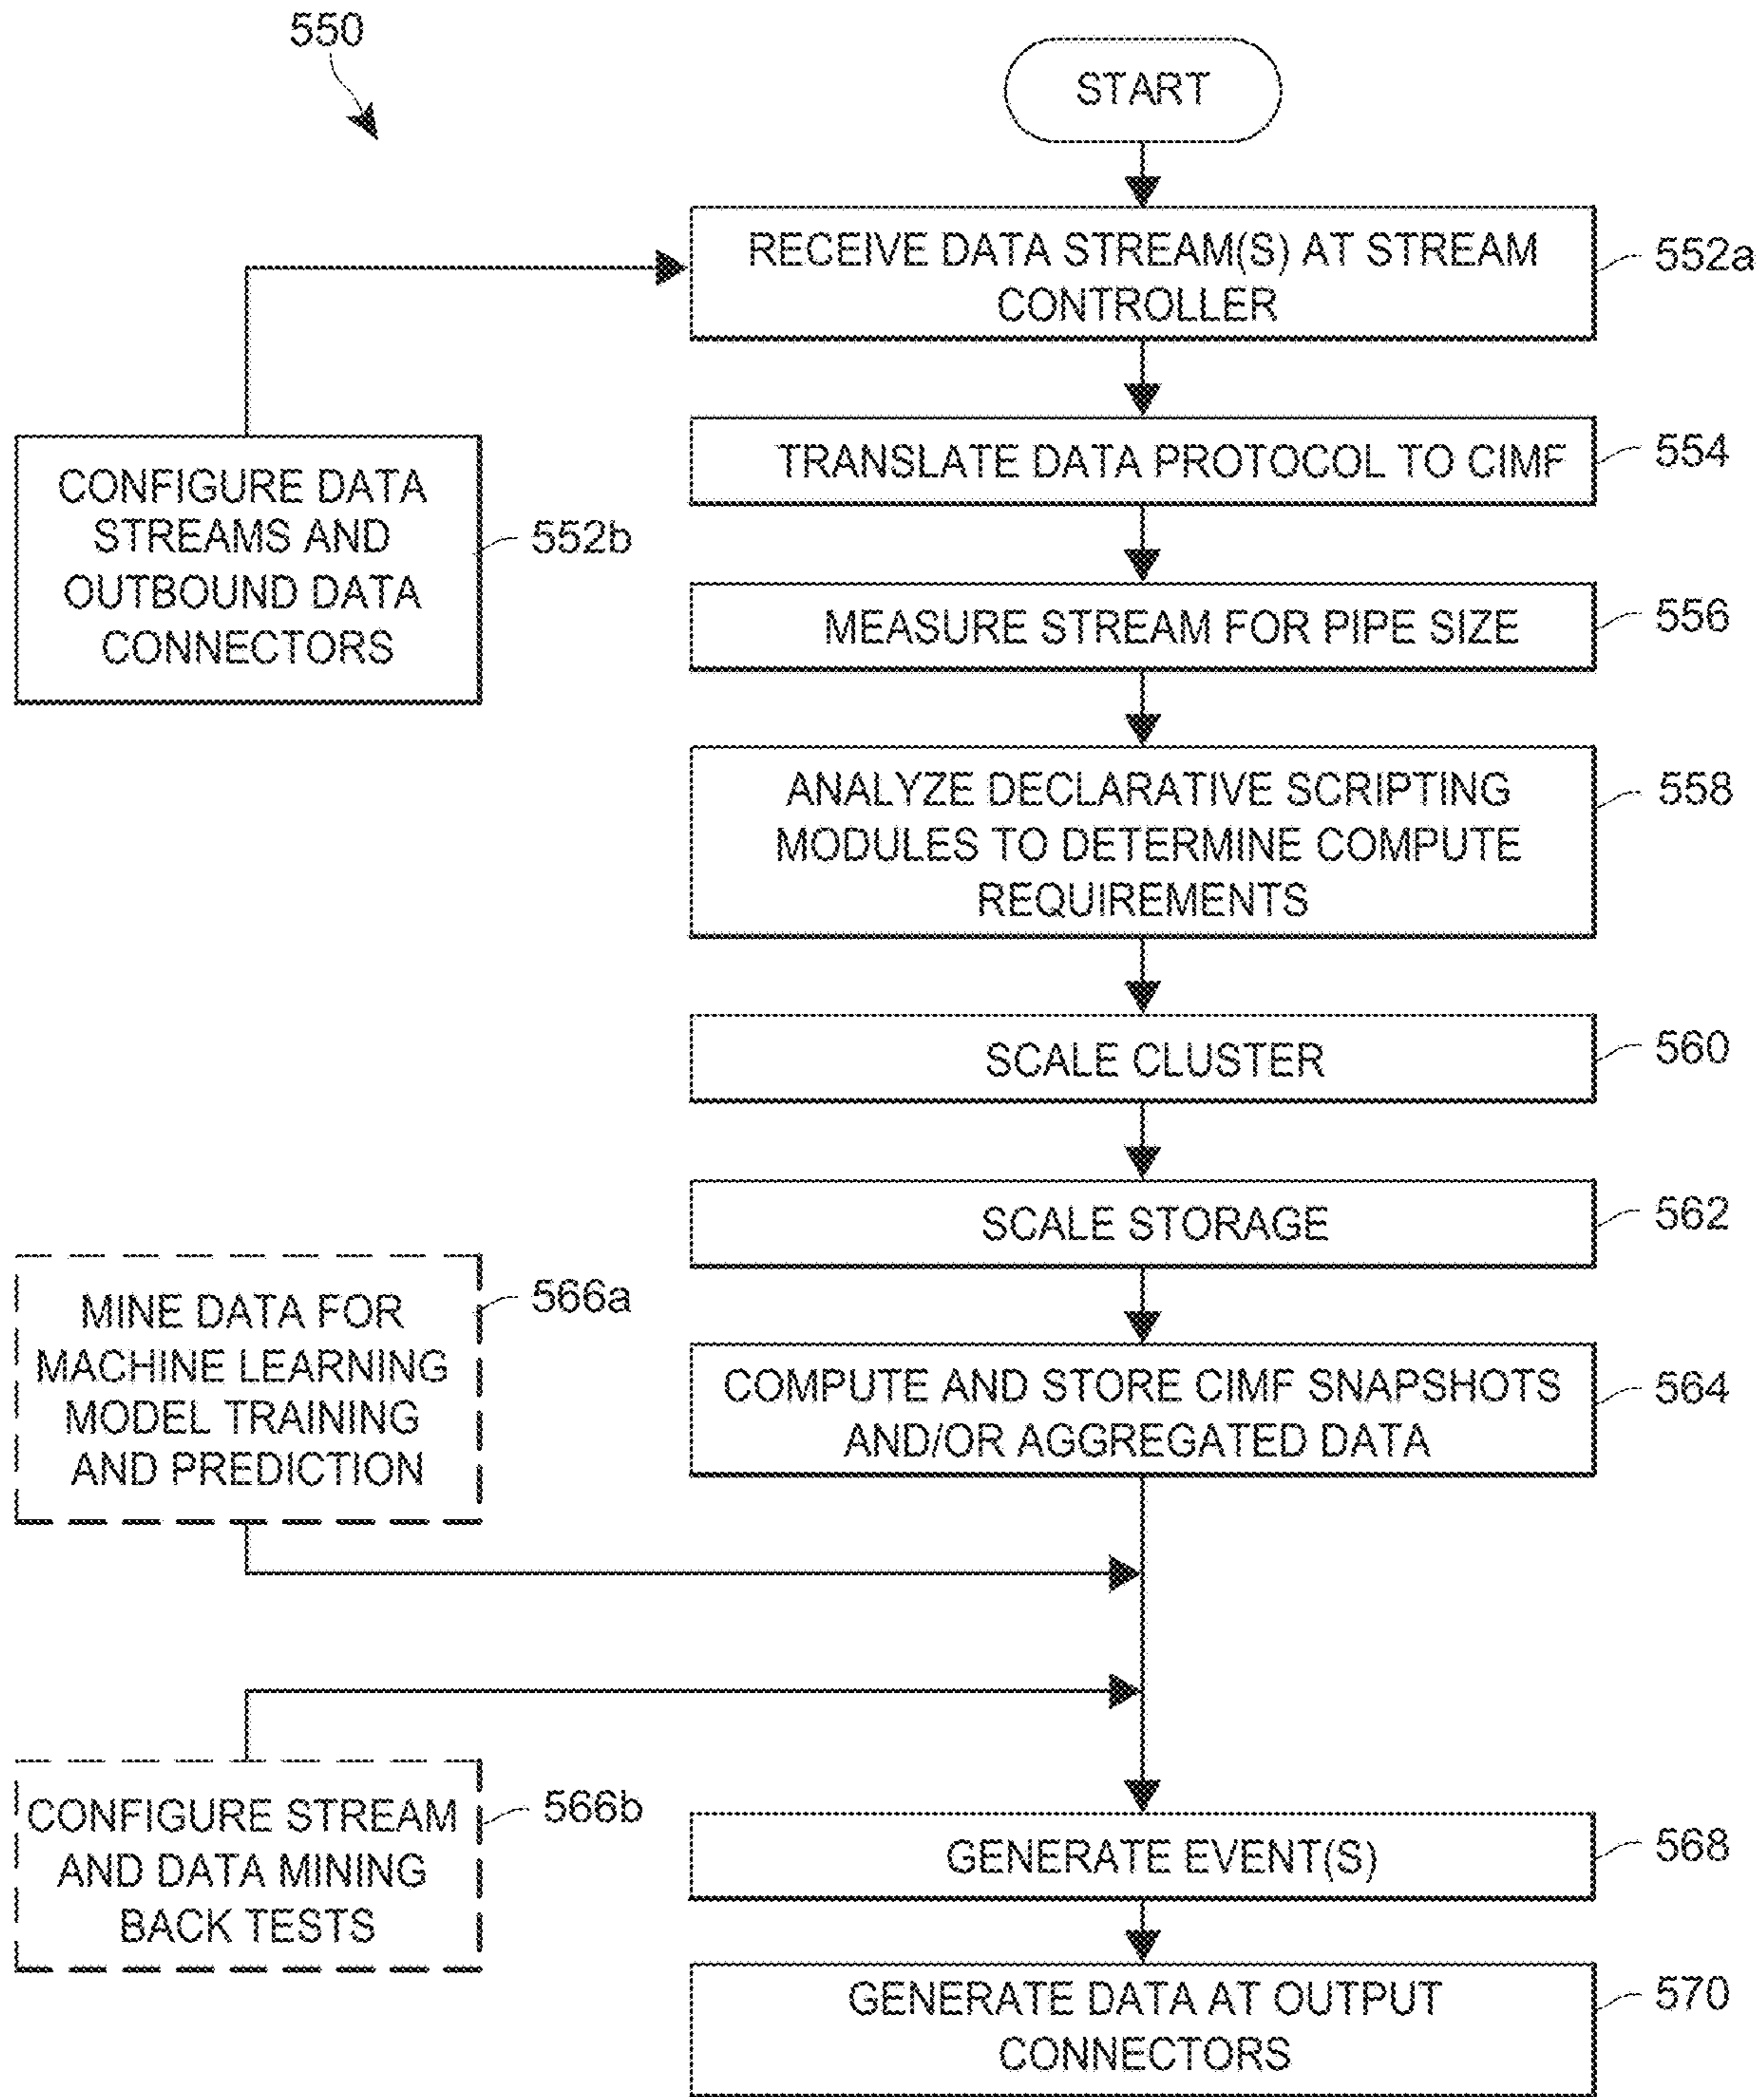 550
START
RECEIVE DATA STREAM(S) AT STREAM
CONTROLLER
552a
TRANSLATE DATA PROTOCOL TO CIMF
554
CONFIGURE DATA
STREAMS AND
OUTBOUND DATA
CONNECTORS
552b
MEASURE STREAM FOR PIPE SIZE
556
ANALYZE DECLARATIVE SCRIPTING
MODULES TO DETERMINE COMPUTE
REQUIREMENTS
558
SCALE CLUSTER
560
SCALE STORAGE
562
MINE DATA FOR
MACHINE LEARNING
MODEL TRAINING
AND PREDICTION
566a
COMPUTE AND STORE CIMF SNAPSHOTS
AND/OR AGGREGATED DATA
564
CONFIGURE STREAM
AND DATA MINING
BACK TESTS
566b
GENERATE EVENT(S)
568
GENERATE DATA AT OUTPUT
CONNECTORS
570